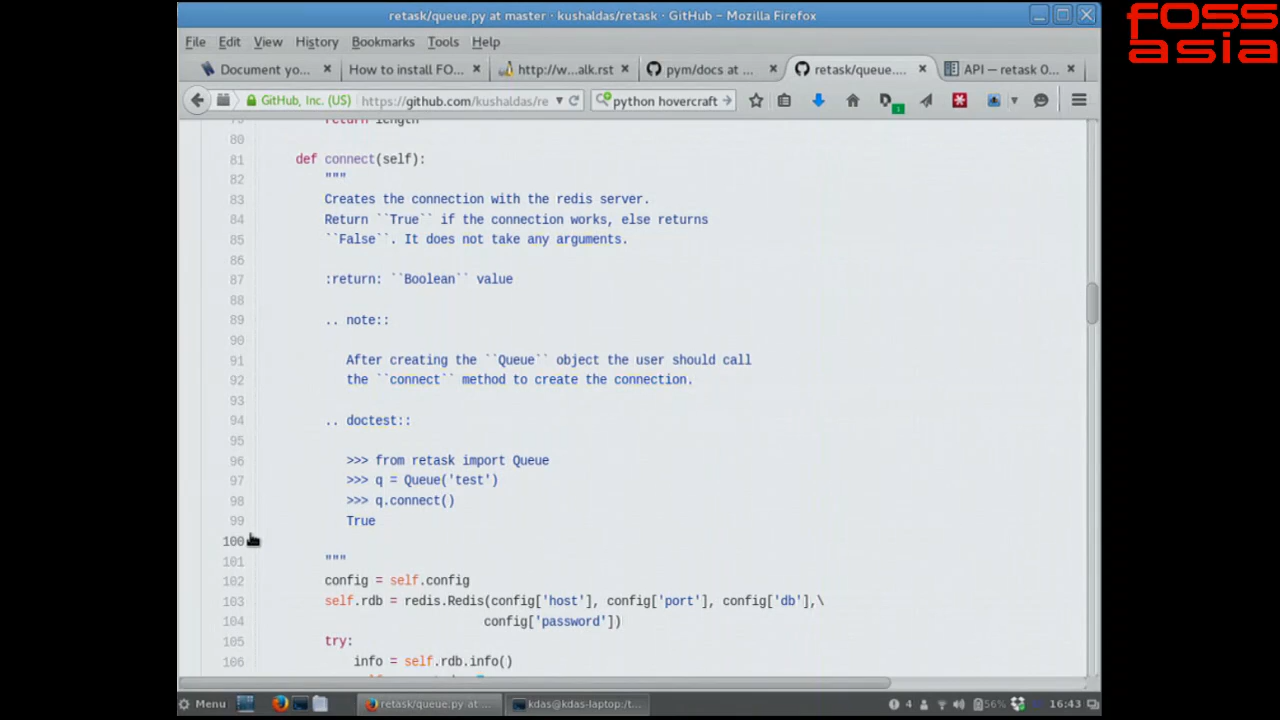 retask/queue.py at master · kushaldas/retask · GitHub - Mozilla Firefox
FOSS
asia
File Edit View History Bookmarks Tools Help
Document yo... How to install FO... http://w...alk.rst pym/docs at ... retask/queue.... API — retask 0...
GitHub, Inc. (US) https://github.com/kushaldas/re python hovercraft
return length
80
81 def connect(self):
82 """
83 Creates the connection with the redis server.
84 Return ``True`` if the connection works, else returns
85 ``False``. It does not take any arguments.
86
87 :return: ``Boolean`` value
88
89 .. note::
90
91 After creating the ``Queue`` object the user should call
92 the ``connect`` method to create the connection.
93
94 .. doctest::
95
96 >>> from retask import Queue
97 >>> q = Queue('test')
98 >>> q.connect()
99 True
100
101 """
102 config = self.config
103 self.rdb = redis.Redis(config['host'], config['port'], config['db'],\
104 config['password'])
105 try:
106 info = self.rdb.info()
Menu retask/queue.py at ... kdas@kdas-laptop:/t... 4 56% 16:43